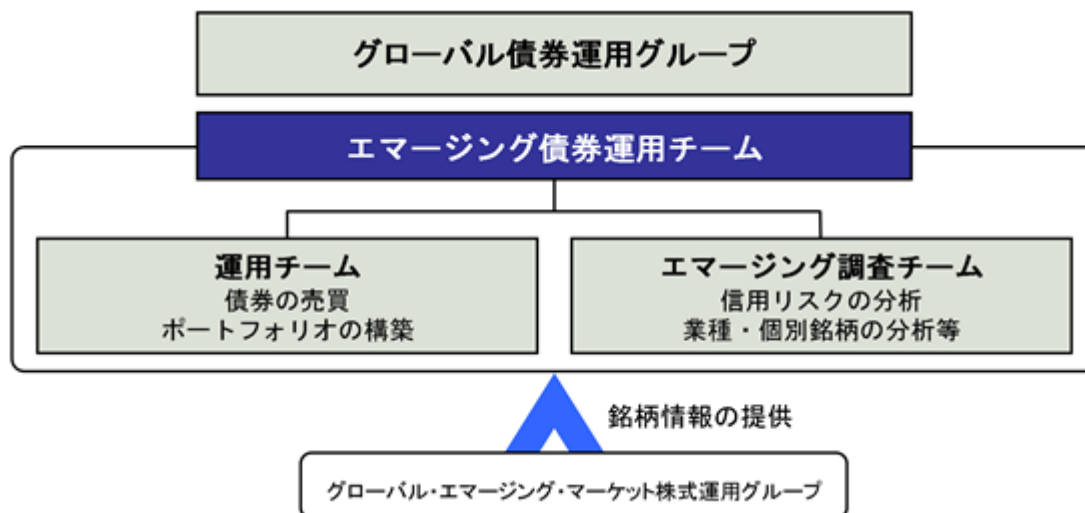 グローバル債券運用グループ
エマージング債券運用チーム
運用チーム
債券の売買
ポートフォリオの構築
エマージング調査チーム
信用リスクの分析
業種・個別銘柄の分析等
銘柄情報の提供
グローバル・エマージング・マーケット株式運用グループ